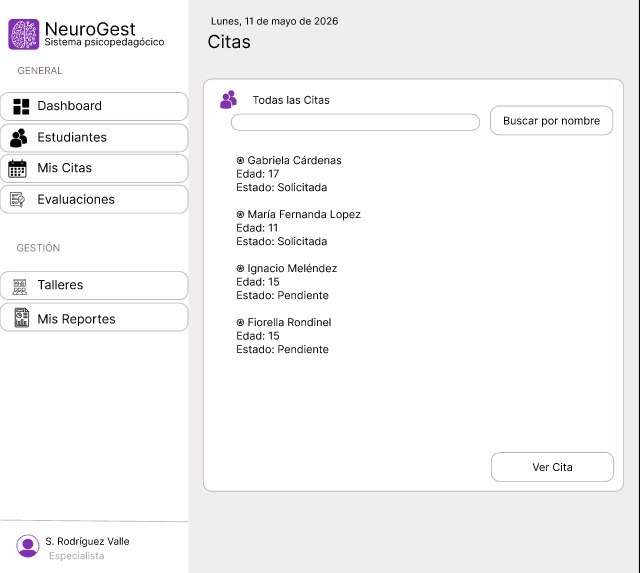 NeuroGest
Sistema psicopedagócico
GENERAL
Dashboard
Estudiantes
Mis Citas
Evaluaciones
GESTIÓN
Talleres
Mis Reportes
S. Rodríguez Valle
Especialista
Lunes, 11 de mayo de 2026
Citas
Todas las Citas
Buscar por nombre
Gabriela Cárdenas
Edad: 17
Estado: Solicitada
María Fernanda Lopez
Edad: 11
Estado: Solicitada
Ignacio Meléndez
Edad: 15
Estado: Pendiente
Fiorella Rondinel
Edad: 15
Estado: Pendiente
Ver Cita